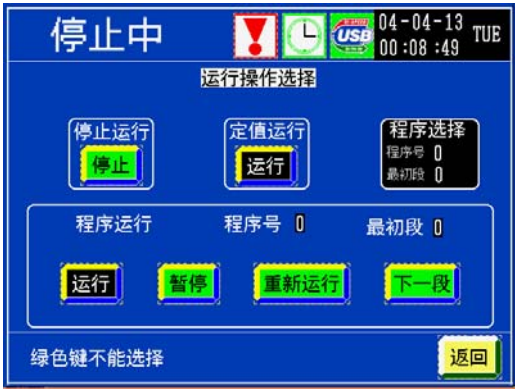 停止中
USB
04-04-13
00:08:49
TUE
运行操作选择
停止运行
停止
定值运行
运行
程序选择
程序号 0
最初段 0
程序运行 程序号 0 最初段 0
运行 暂停 重新运行 下一段
绿色键不能选择
返回